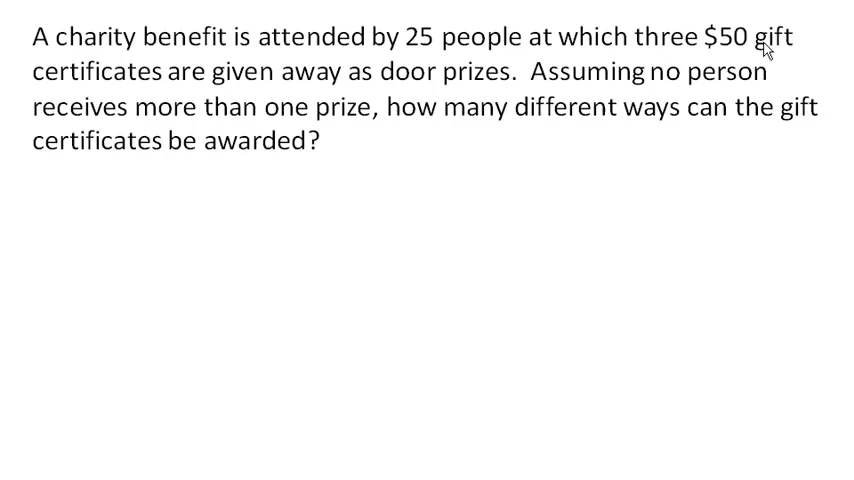 A charity benefit is attended by 25 people at which three $50 gift
certificates are given away as door prizes.  Assuming no person
receives more than one prize, how many different ways can the gift
certificates be awarded?